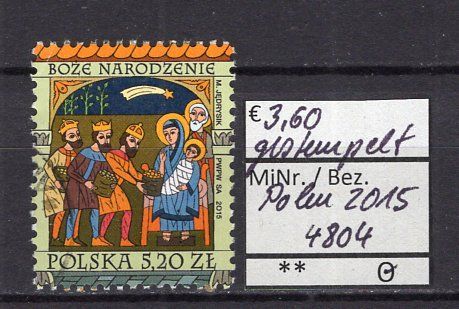 BOŻE NARODZENIE
M. JĘDRYSIK
PWPW SA 2015
POLSKA 5,20 ZŁ
€ 3,60
gestempelt
MiNr. / Bez.
Polen 2015
4804
**